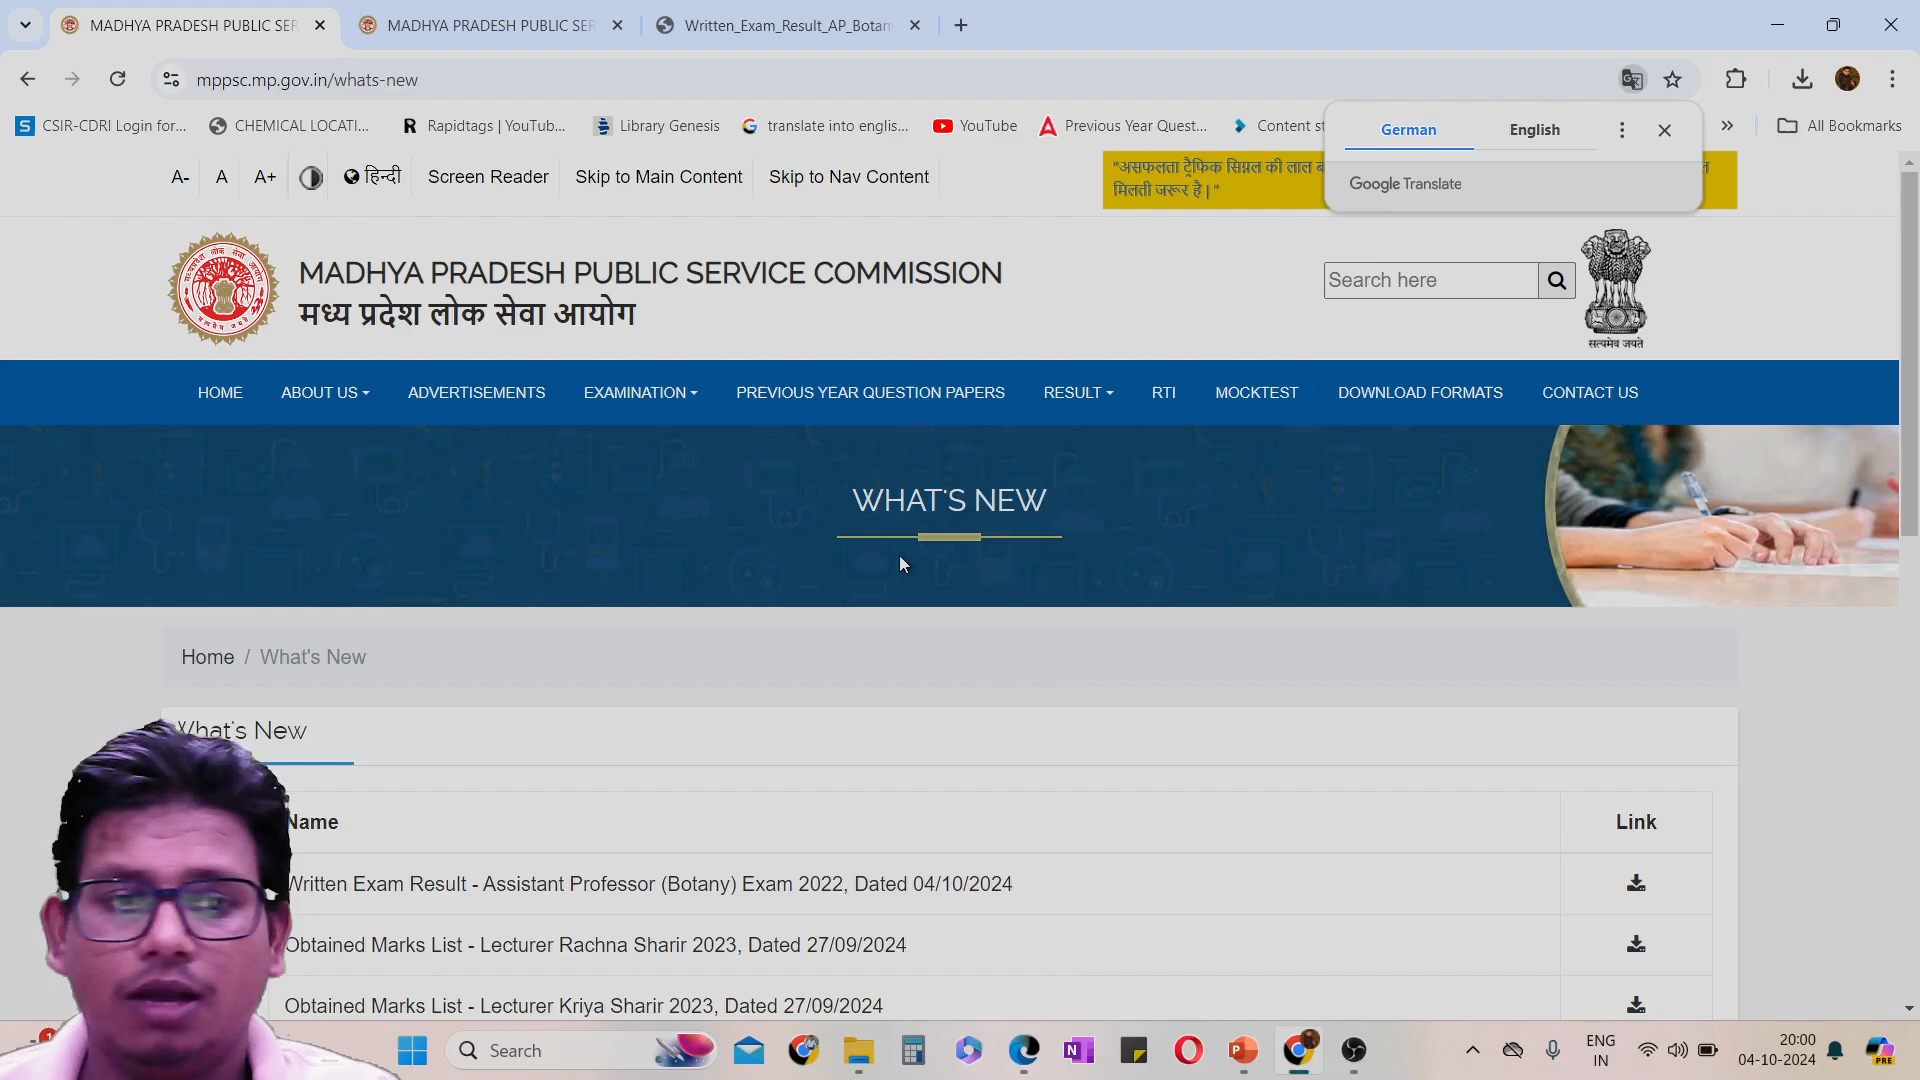 MADHYA PRADESH PUBLIC SER
MADHYA PRADESH PUBLIC SER
Written_Exam_Result_AP_Botan
mppsc.mp.gov.in/whats-new
CSIR-CDRI Login for...
CHEMICAL LOCATI...
Rapidtags | YouTub...
Library Genesis
translate into englis...
YouTube
Previous Year Quest...
Content st
All Bookmarks
German
English
Google Translate
A-
A
A+
हिन्दी
Screen Reader
Skip to Main Content
Skip to Nav Content
"असफलता ट्रैफिक सिग्नल की लाल ब
मिलती जरूर है | "
MADHYA PRADESH PUBLIC SERVICE COMMISSION
मध्य प्रदेश लोक सेवा आयोग
Search here
सत्यमेव जयते
HOME
ABOUT US
ADVERTISEMENTS
EXAMINATION
PREVIOUS YEAR QUESTION PAPERS
RESULT
RTI
MOCKTEST
DOWNLOAD FORMATS
CONTACT US
WHAT'S NEW
Home / What's New
What's New
Name
Link
Written Exam Result - Assistant Professor (Botany) Exam 2022, Dated 04/10/2024
Obtained Marks List - Lecturer Rachna Sharir 2023, Dated 27/09/2024
Obtained Marks List - Lecturer Kriya Sharir 2023, Dated 27/09/2024
1
Search
ENG
IN
20:00
04-10-2024
PRE